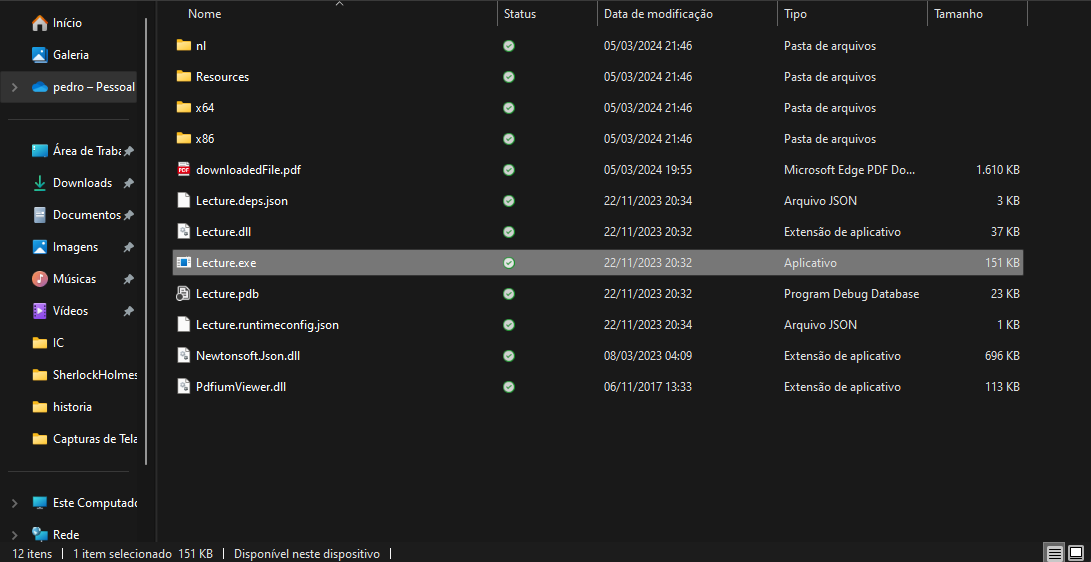 Nome Status Data de modificação Tipo Tamanho
Início
Galeria
pedro – Pessoal
Área de Traba
Downloads
Documentos
Imagens
Músicas
Vídeos
IC
SherlockHolmes
historia
Capturas de Tela
Este Computado
Rede
nl 05/03/2024 21:46 Pasta de arquivos
Resources 05/03/2024 21:46 Pasta de arquivos
x64 05/03/2024 21:46 Pasta de arquivos
x86 05/03/2024 21:46 Pasta de arquivos
PDF downloadedFile.pdf 05/03/2024 19:55 Microsoft Edge PDF Do... 1.610 KB
Lecture.deps.json 22/11/2023 20:34 Arquivo JSON 3 KB
Lecture.dll 22/11/2023 20:32 Extensão de aplicativo 37 KB
Lecture.exe 22/11/2023 20:32 Aplicativo 151 KB
Lecture.pdb 22/11/2023 20:32 Program Debug Database 23 KB
Lecture.runtimeconfig.json 22/11/2023 20:34 Arquivo JSON 1 KB
Newtonsoft.Json.dll 08/03/2023 04:09 Extensão de aplicativo 696 KB
PdfiumViewer.dll 06/11/2017 13:33 Extensão de aplicativo 113 KB
12 itens 1 item selecionado 151 KB Disponível neste dispositivo